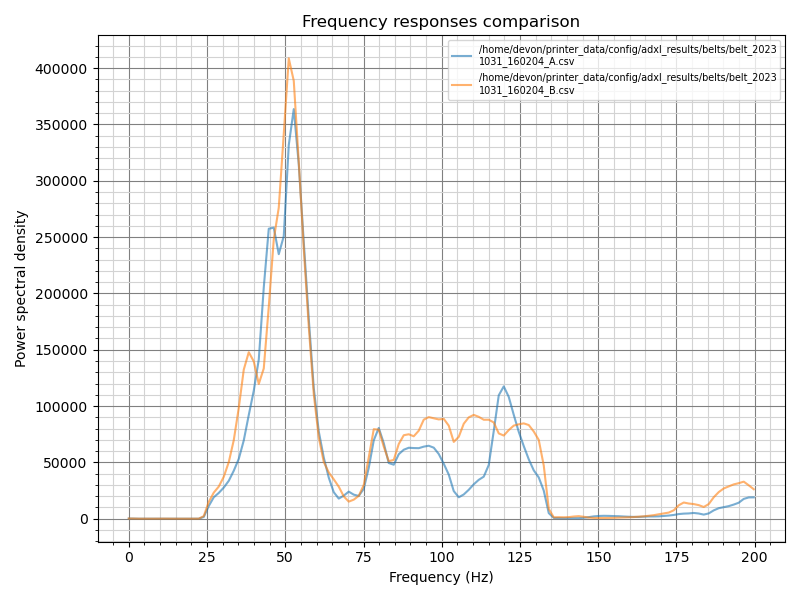 Frequency responses comparison
/home/devon/printer_data/config/adxl_results/belts/belt_2023
1031_160204_A.csv
/home/devon/printer_data/config/adxl_results/belts/belt_2023
1031_160204_B.csv
400000
350000
300000
250000
200000
150000
100000
50000
0
Power spectral density
0 25 50 75 100 125 150 175 200
Frequency (Hz)